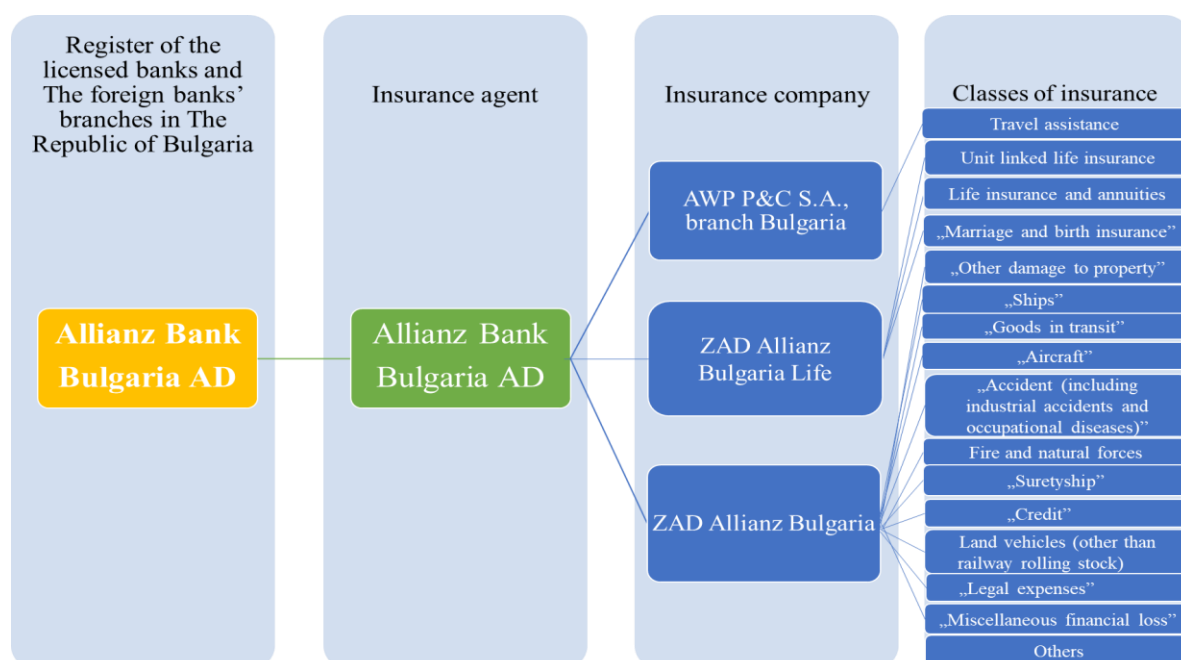 Register of the
licensed banks and
The foreign banks’
branches in The
Republic of Bulgaria
Allianz Bank
Bulgaria AD
Insurance agent
Allianz Bank
Bulgaria AD
Insurance company
AWP P&C S.A.,
branch Bulgaria
ZAD Allianz
Bulgaria Life
ZAD Allianz Bulgaria
Classes of insurance
Travel assistance
Unit linked life insurance
Life insurance and annuities
„Marriage and birth insurance”
„Other damage to property”
„Ships”
„Goods in transit”
„Aircraft”
„Accident (including
industrial accidents and
occupational diseases)”
Fire and natural forces
„Suretyship”
„Credit”
Land vehicles (other than
railway rolling stock)
„Legal expenses”
„Miscellaneous financial loss”
Others